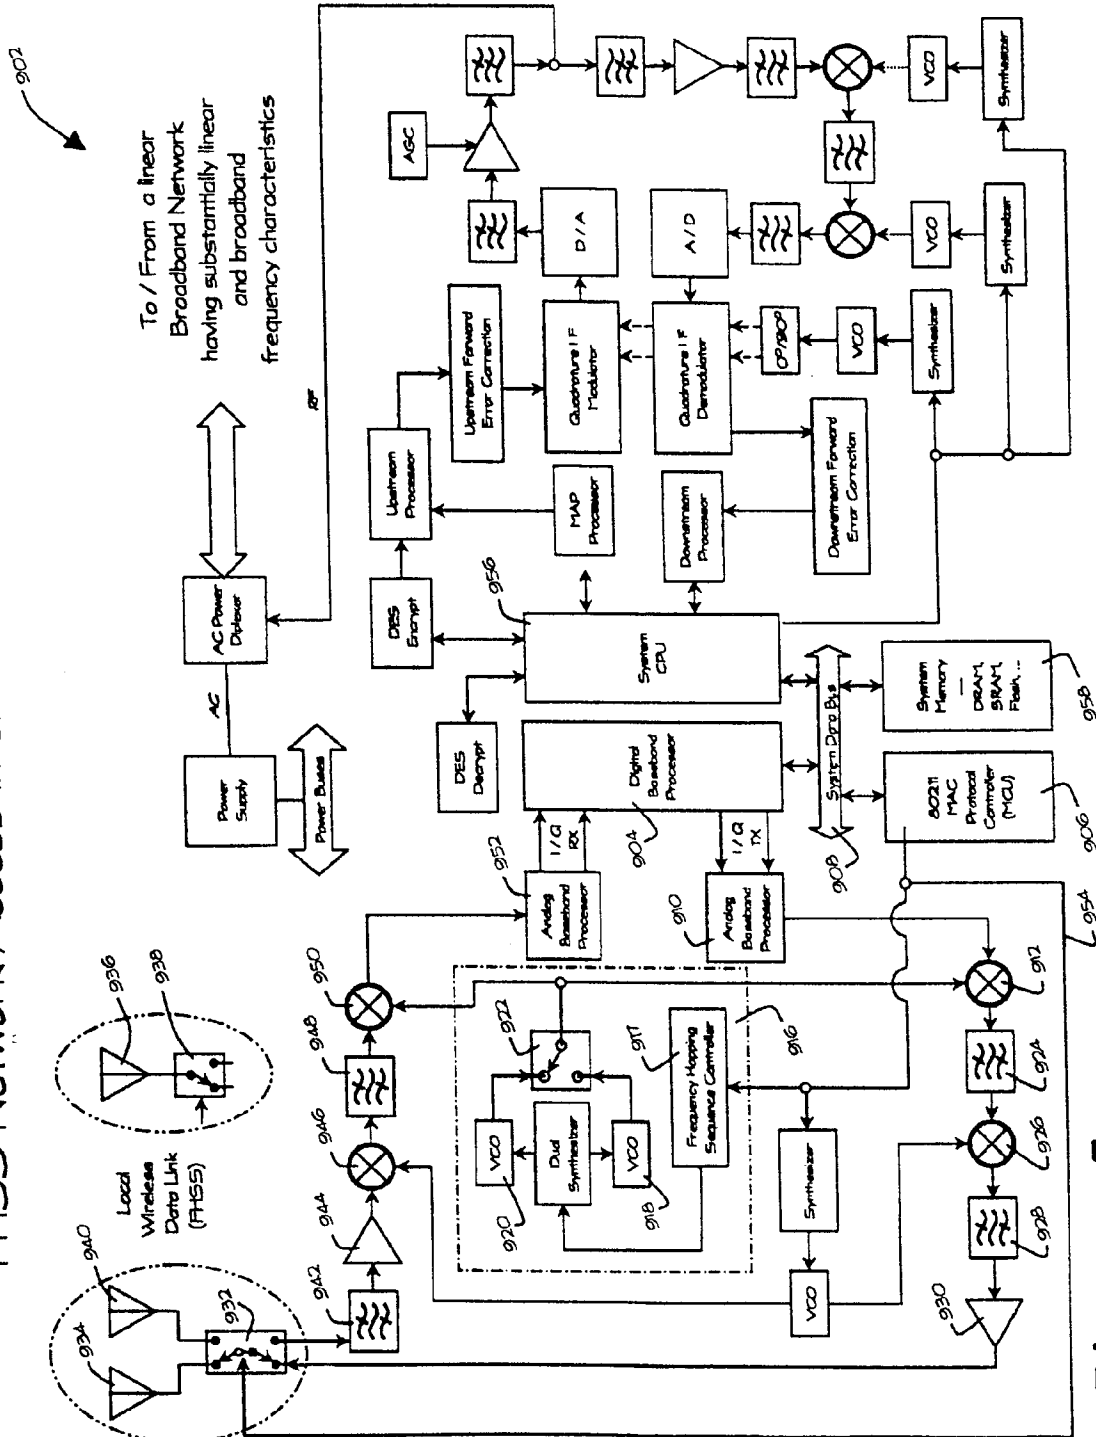 902
To / From a linear
Broadband Network
having substantially linear
and broadband
frequency characteristics
AC Power
Diplexer
AC
Power
Supply
Power Buses
RF
936
938
Local
Wireless
Data Link
(FHSS)
940
934
932
942
944
946
948
950
952
Analog
Baseband
Processor
I/Q
RX
904
Digital
Baseband
Processor
I/Q
TX
910
Analog
Baseband
Processor
DES
Decrypt
DES
Encrypt
956
System
CPU
Upstream
Processor
MAP
Processor
Downstream
Processor
Upstream Forward
Error Correction
Downstream Forward
Error Correction
Quadrature I F
Modulator
Quadrature I F
Demodulator
D / A
A / D
AGC
0º/90º
VCO
Synthesizer
VCO
Synthesizer
VCO
Synthesizer
System Data Bus
908
System
Memory
—
DRAM,
SRAM,
Flash, ...
958
802.11
MAC
Protocol
Controller
(MCU)
906
954
922
VCO
920
Dual
Synthesizer
VCO
918
917
Frequency Hopping
Sequence Controller
916
Synthesizer
VCO
912
924
926
928
930